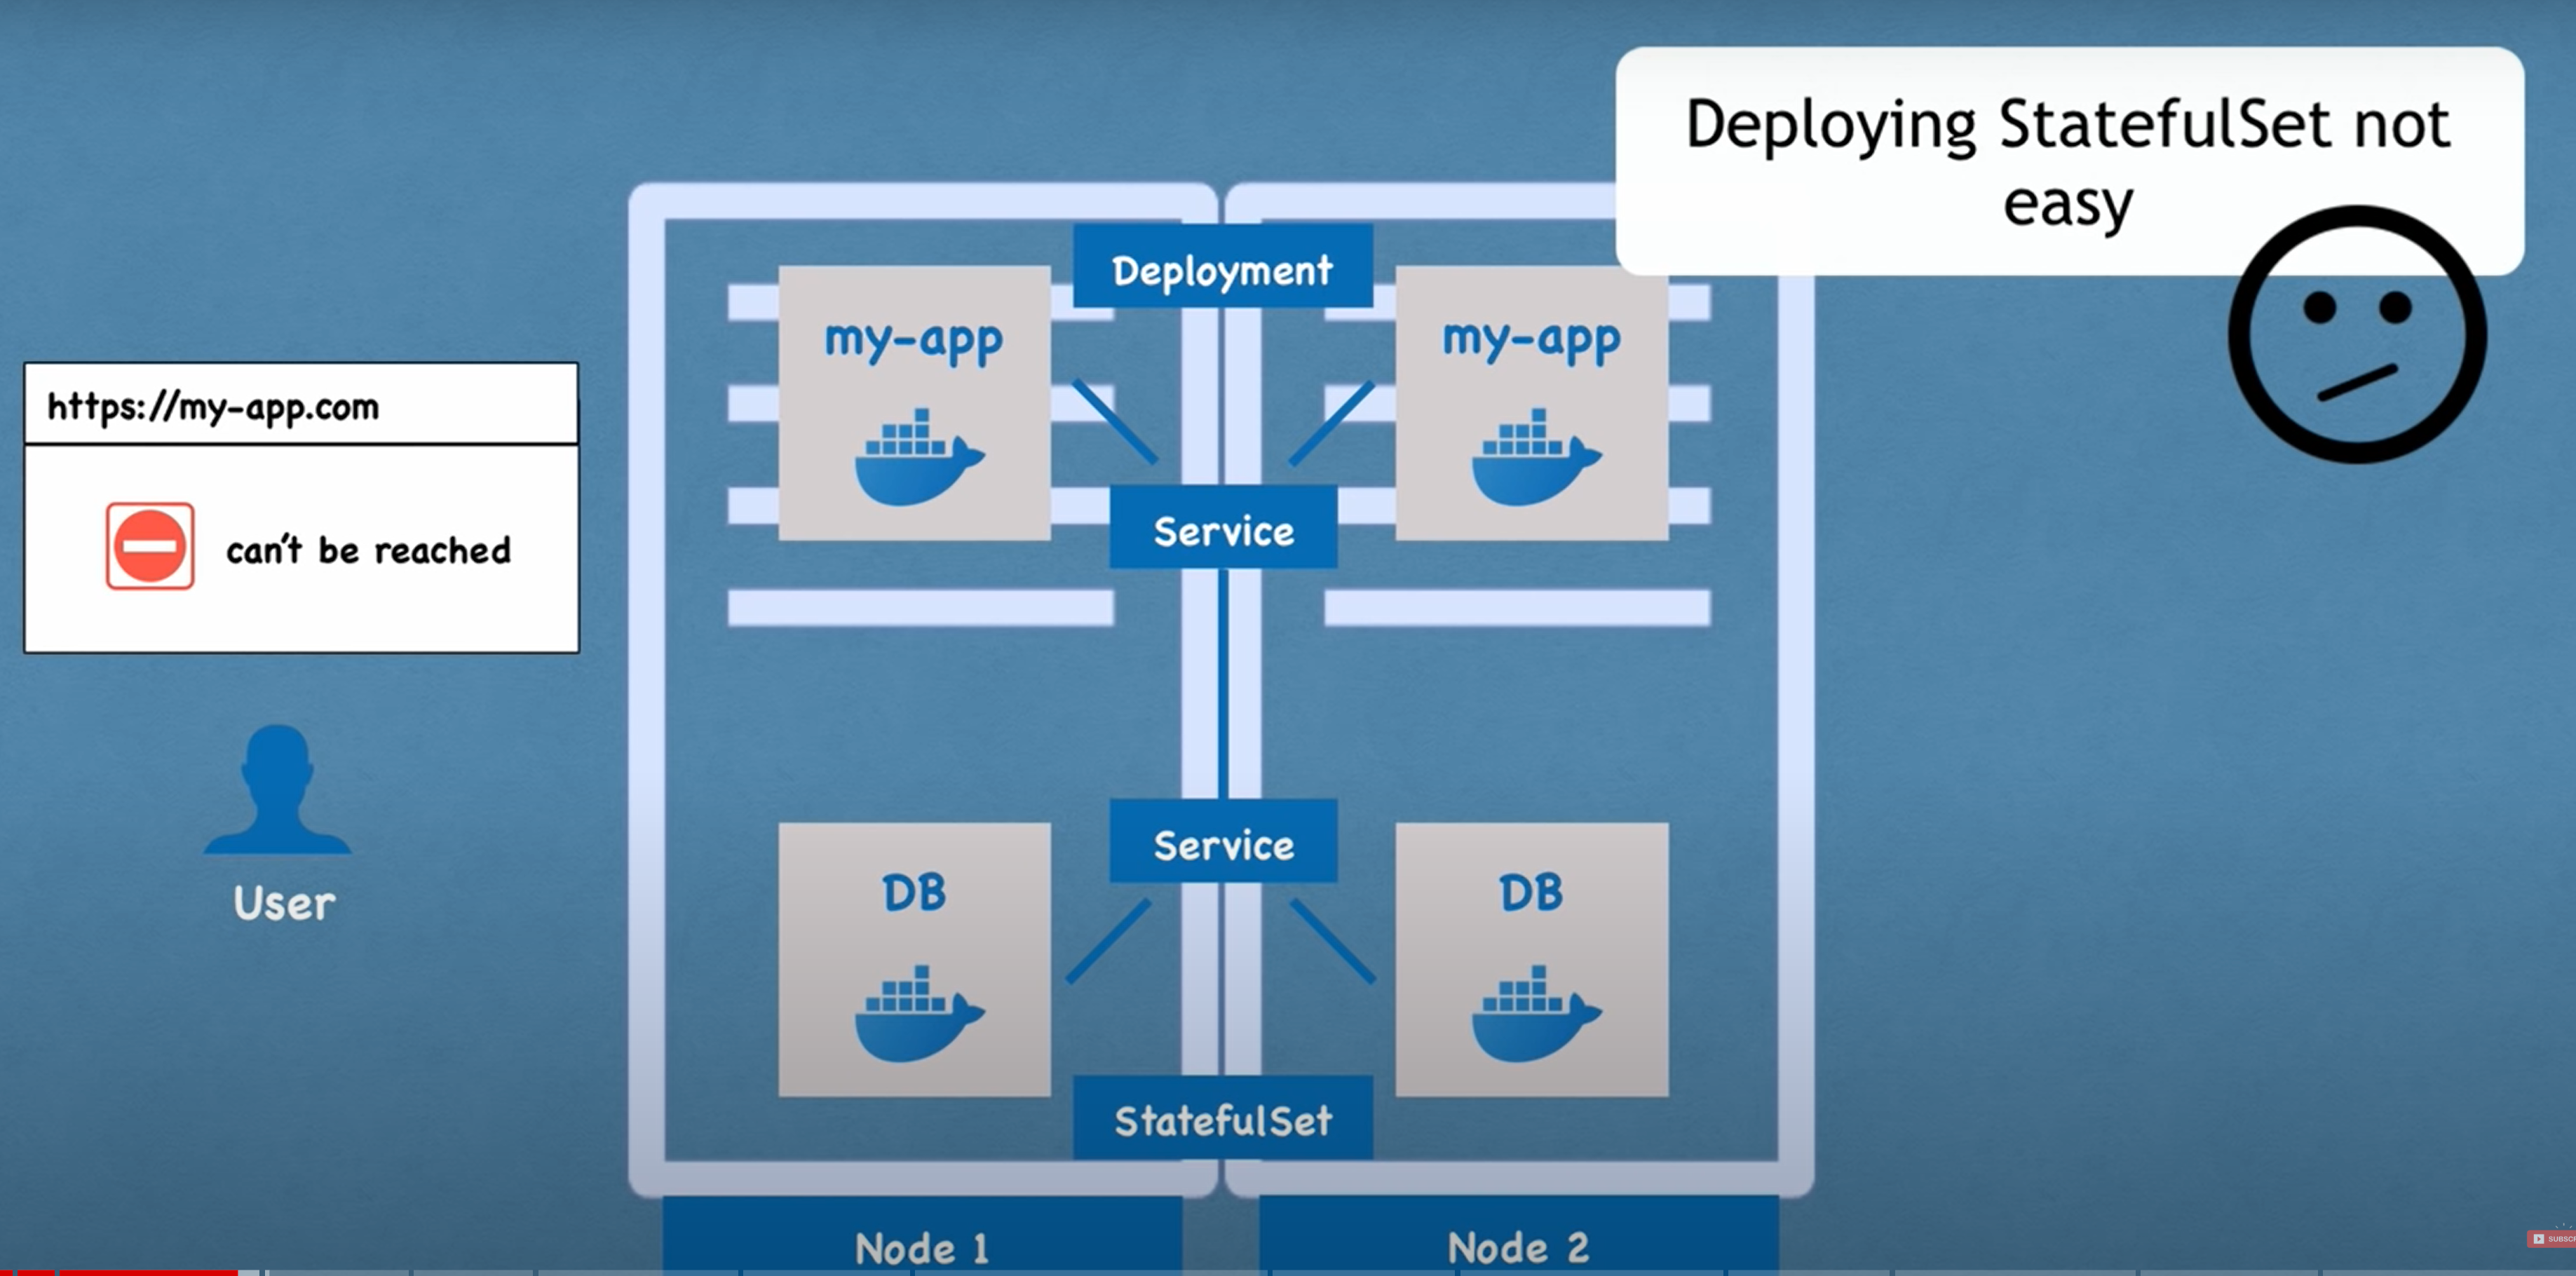 Deploying StatefulSet not
easy
Deployment
my-app
my-app
https://my-app.com
can't be reached
Service
Service
DB
DB
User
StatefulSet
Node 1
Node 2